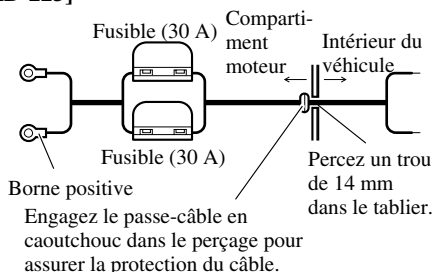 Fusible (30 A)
Comparti-
ment
moteur
Intérieur du
véhicule
Fusible (30 A)
Borne positive
Percez un trou
de 14 mm
dans le tablier.
Engagez le passe-câble en
caoutchouc dans le perçage pour
assurer la protection du câble.